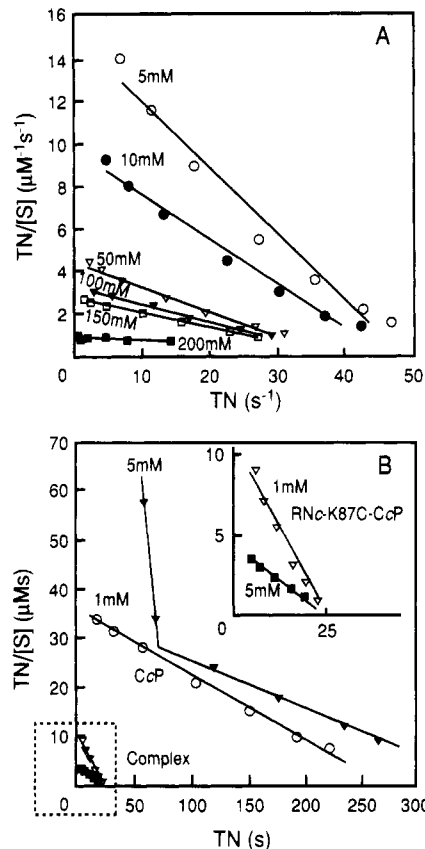 A
TN/[S] (µM⁻¹s⁻¹)
16
14
12
10
8
6
4
2
0
5mM
10mM
50mM
100mM
150mM
200mM
0 10 20 30 40 50
TN (s⁻¹)
B
TN/[S] (µMs)
70
60
50
40
30
20
10
0
5mM
1mM
CcP
Complex
10
5
0
1mM
RNc-K87C-CcP
5mM
25
0 50 100 150 200 250 300
TN (s)